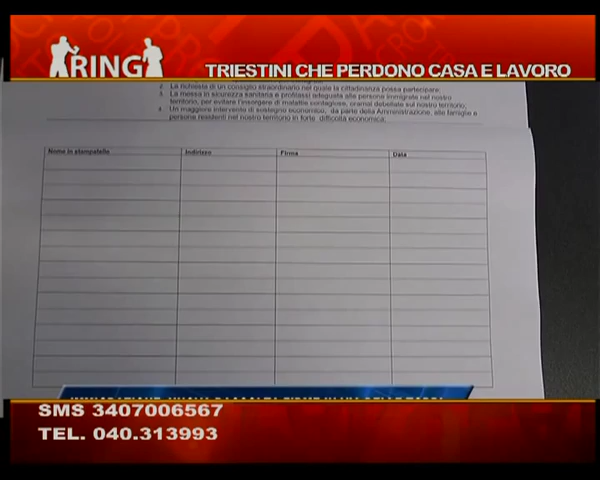 RING
TRIESTINI CHE PERDONO CASA E LAVORO
2. La richiesta di un consiglio straordinario nel quale la cittadinanza possa partecipare;
3. La messa in sicurezza sanitaria e profilassi adeguata alle persone immigrate nel nostro
territorio, per evitare l'insorgere di malattie contagiose, oramai debellate sul nostro territorio;
4. Un maggiore intervento di sostegno economico, da parte della Amministrazione, alle famiglie e
persone residenti nel nostro territorio in forte difficoltà economica;
Nome in stampatello Indirizzo Firma Data
SMS 3407006567
TEL. 040.313993